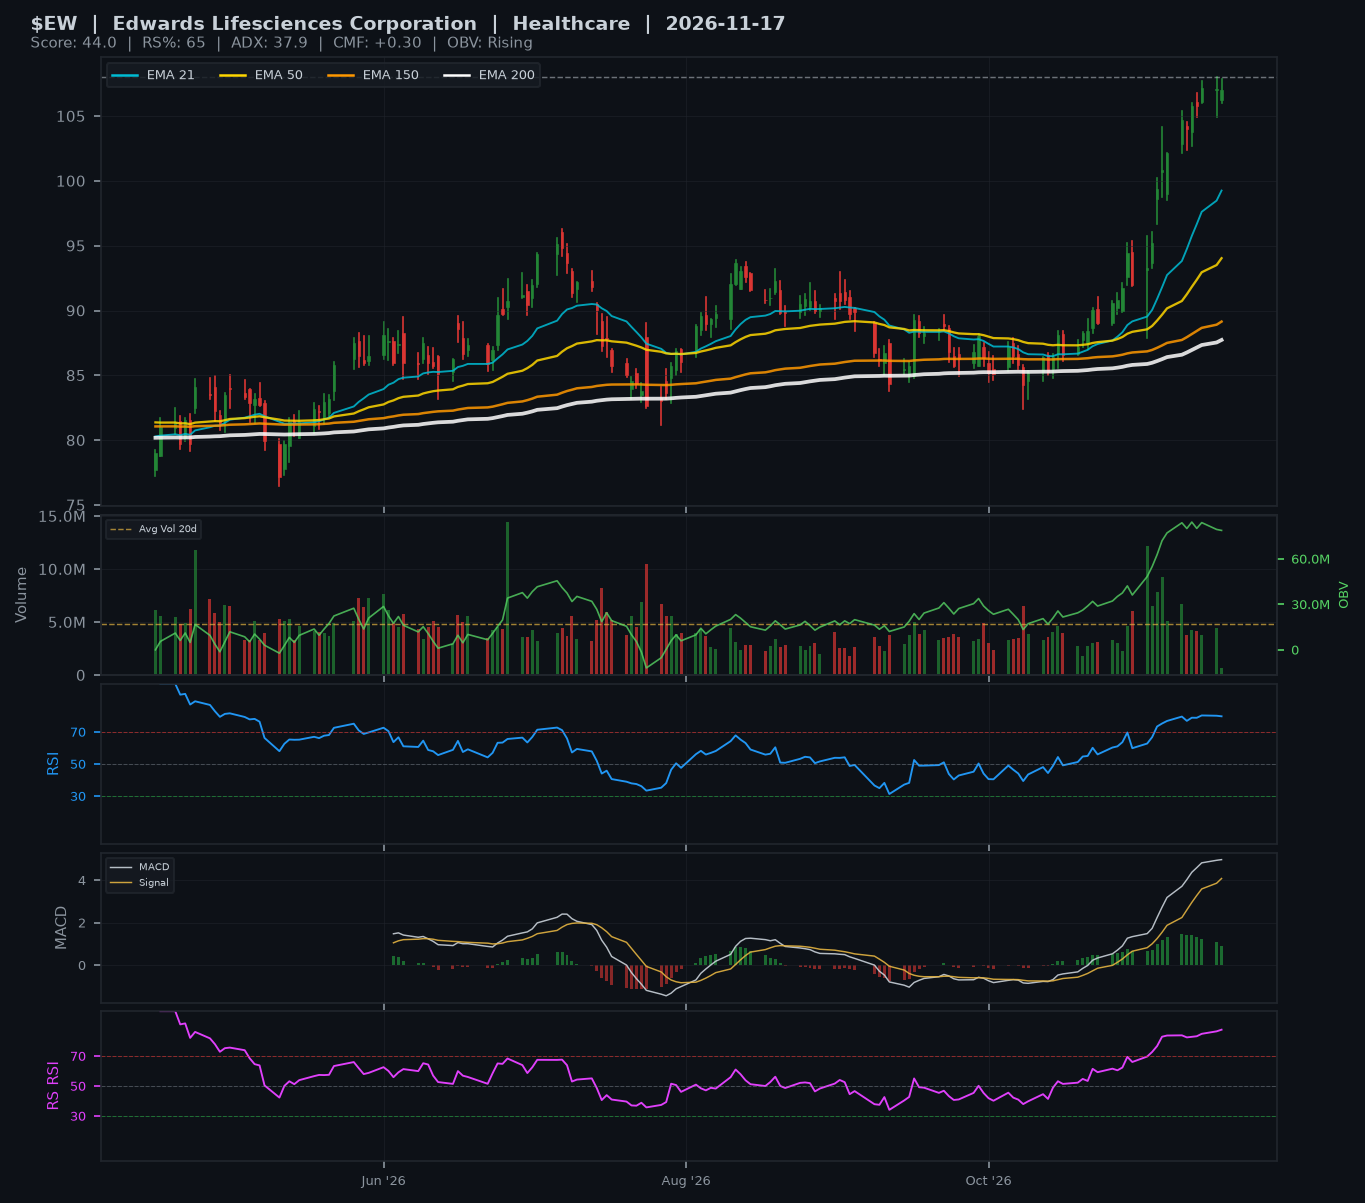 $EW | Edwards Lifesciences Corporation | Healthcare | 2026-11-17
Score: 44.0 | RS%: 65 | ADX: 37.9 | CMF: +0.30 | OBV: Rising
EMA 21 EMA 50 EMA 150 EMA 200
105
100
95
90
85
80
75
15.0M
10.0M
5.0M
0
Volume
Avg Vol 20d
60.0M
30.0M
0
OBV
70
50
30
RSI
MACD
Signal
4
2
0
MACD
70
50
30
RS RSI
Jun '26 Aug '26 Oct '26